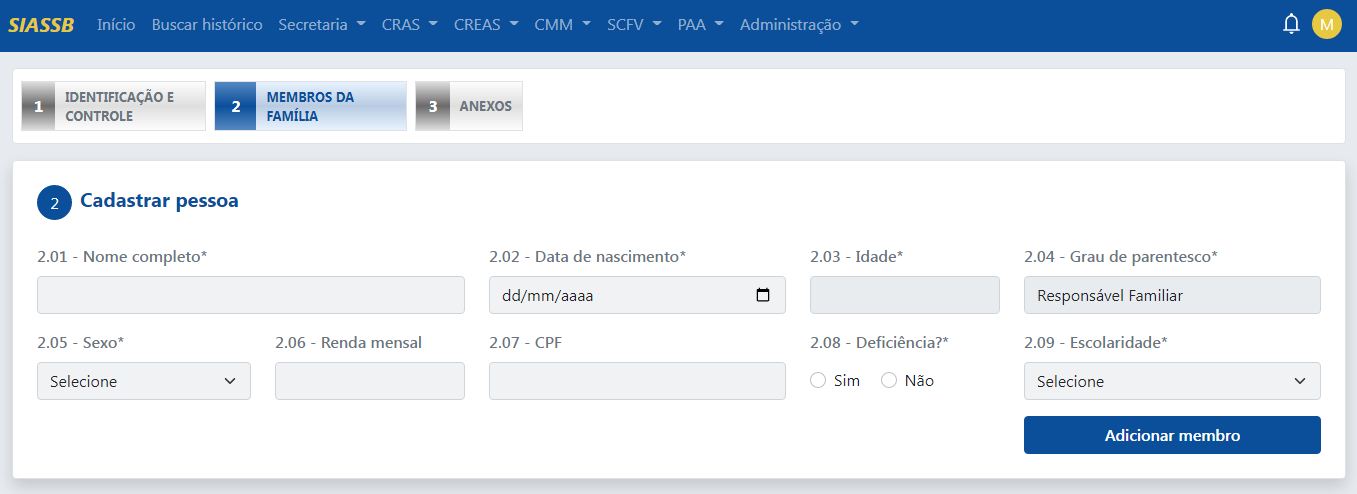 SIASSB Início Buscar histórico Secretaria CRAS CREAS CMM SCFV PAA Administração M
1 IDENTIFICAÇÃO E CONTROLE
2 MEMBROS DA FAMÍLIA
3 ANEXOS
2 Cadastrar pessoa
2.01 - Nome completo* 2.02 - Data de nascimento* 2.03 - Idade* 2.04 - Grau de parentesco*
dd/mm/aaaa Responsável Familiar
2.05 - Sexo* 2.06 - Renda mensal 2.07 - CPF 2.08 - Deficiência?* 2.09 - Escolaridade*
Selecione Sim Não Selecione
Adicionar membro